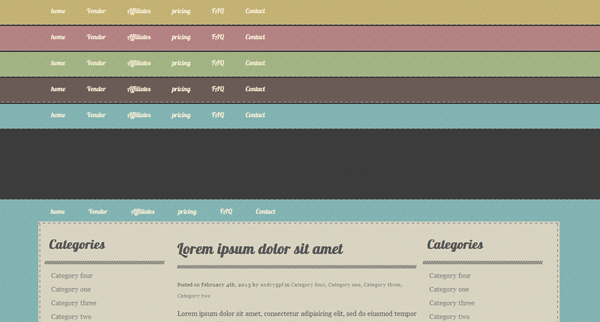 home Vendor Affiliates pricing FAQ Contact
home Vendor Affiliates pricing FAQ Contact
home Vendor Affiliates pricing FAQ Contact
home Vendor Affiliates pricing FAQ Contact
home Vendor Affiliates pricing FAQ Contact
home Vendor Affiliates pricing FAQ Contact
Categories
Category four
Category one
Category three
Category two
Lorem ipsum dolor sit amet
Posted on February 4th, 2013 by andrygpf in Category four, Category one, Category three,
Category two
Lorem ipsum dolor sit amet, consectetur adipisicing elit, sed do eiusmod tempor
Categories
Category four
Category one
Category three
Category two